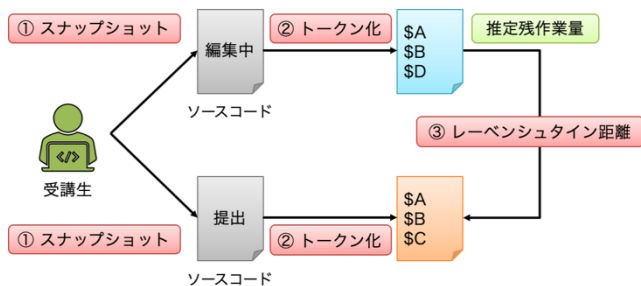 ① スナップショット
編集中
ソースコード
② トークン化
$A
$B
$D
推定残作業量
③ レーベンシュタイン距離
</>
受講生
① スナップショット
提出
ソースコード
② トークン化
$A
$B
$C